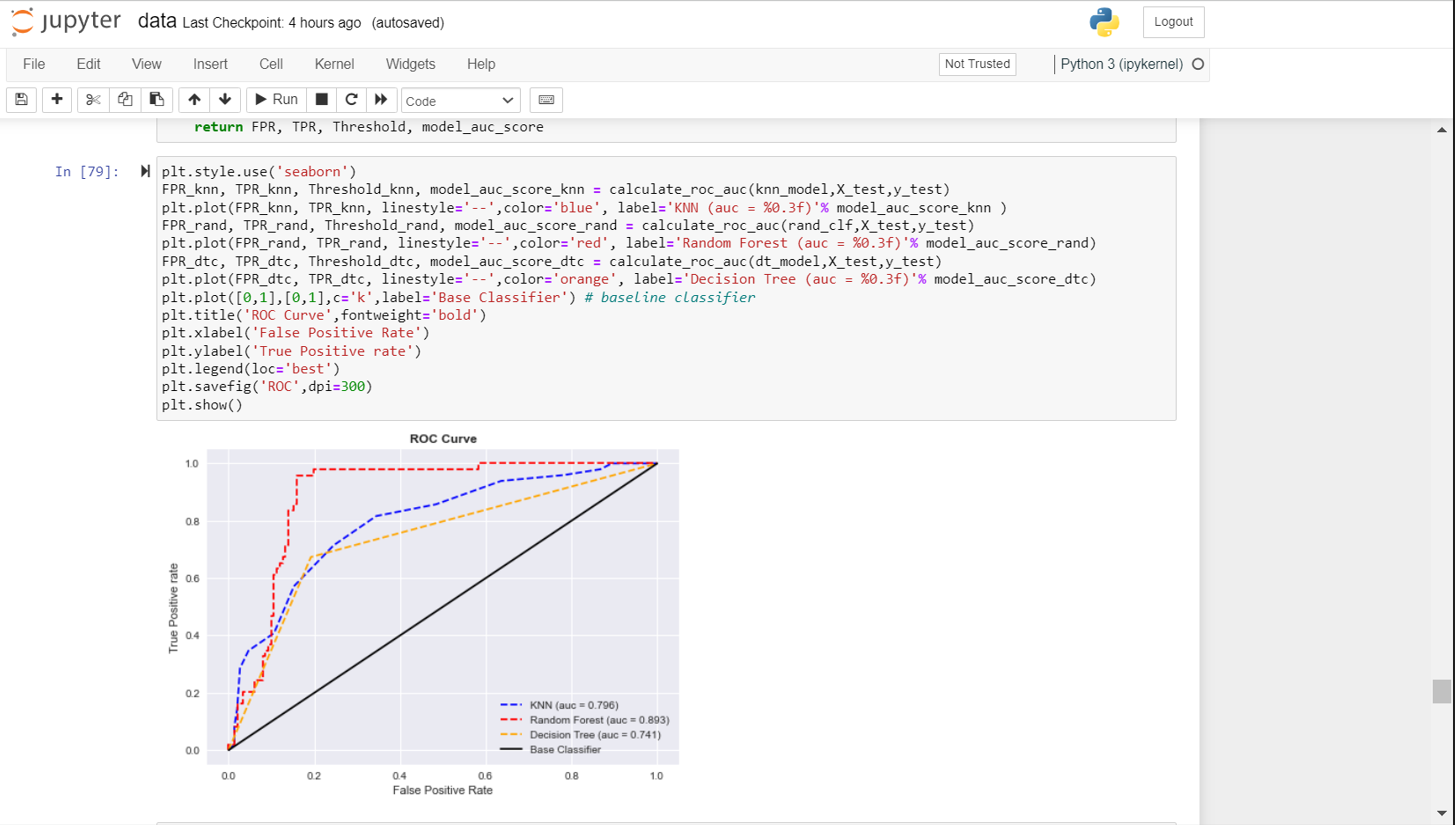 jupyter data Last Checkpoint: 4 hours ago (autosaved)
Logout
File Edit View Insert Cell Kernel Widgets Help
Not Trusted
Python 3 (ipykernel)
Run
Code
return FPR, TPR, Threshold, model_auc_score
In [79]:
plt.style.use('seaborn')
FPR_knn, TPR_knn, Threshold_knn, model_auc_score_knn = calculate_roc_auc(knn_model,X_test,y_test)
plt.plot(FPR_knn, TPR_knn, linestyle='--',color='blue', label='KNN (auc = %0.3f)'% model_auc_score_knn )
FPR_rand, TPR_rand, Threshold_rand, model_auc_score_rand = calculate_roc_auc(rand_clf,X_test,y_test)
plt.plot(FPR_rand, TPR_rand, linestyle='--',color='red', label='Random Forest (auc = %0.3f)'% model_auc_score_rand)
FPR_dtc, TPR_dtc, Threshold_dtc, model_auc_score_dtc = calculate_roc_auc(dt_model,X_test,y_test)
plt.plot(FPR_dtc, TPR_dtc, linestyle='--',color='orange', label='Decision Tree (auc = %0.3f)'% model_auc_score_dtc)
plt.plot([0,1],[0,1],c='k',label='Base Classifier') # baseline classifier
plt.title('ROC Curve',fontweight='bold')
plt.xlabel('False Positive Rate')
plt.ylabel('True Positive rate')
plt.legend(loc='best')
plt.savefig('ROC',dpi=300)
plt.show()
ROC Curve
1.0
0.8
0.6
0.4
0.2
0.0
True Positive rate
KNN (auc = 0.796)
Random Forest (auc = 0.893)
Decision Tree (auc = 0.741)
Base Classifier
0.0 0.2 0.4 0.6 0.8 1.0
False Positive Rate